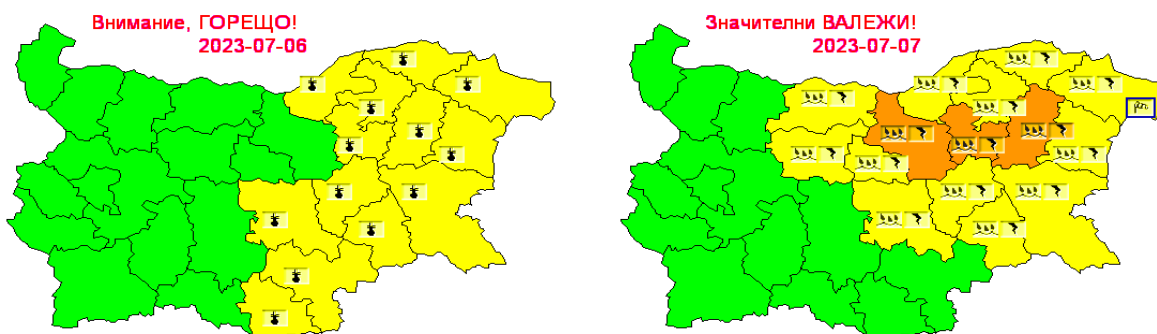 Внимание, ГОРЕЩО!
2023-07-06
Значителни ВАЛЕЖИ!
2023-07-07